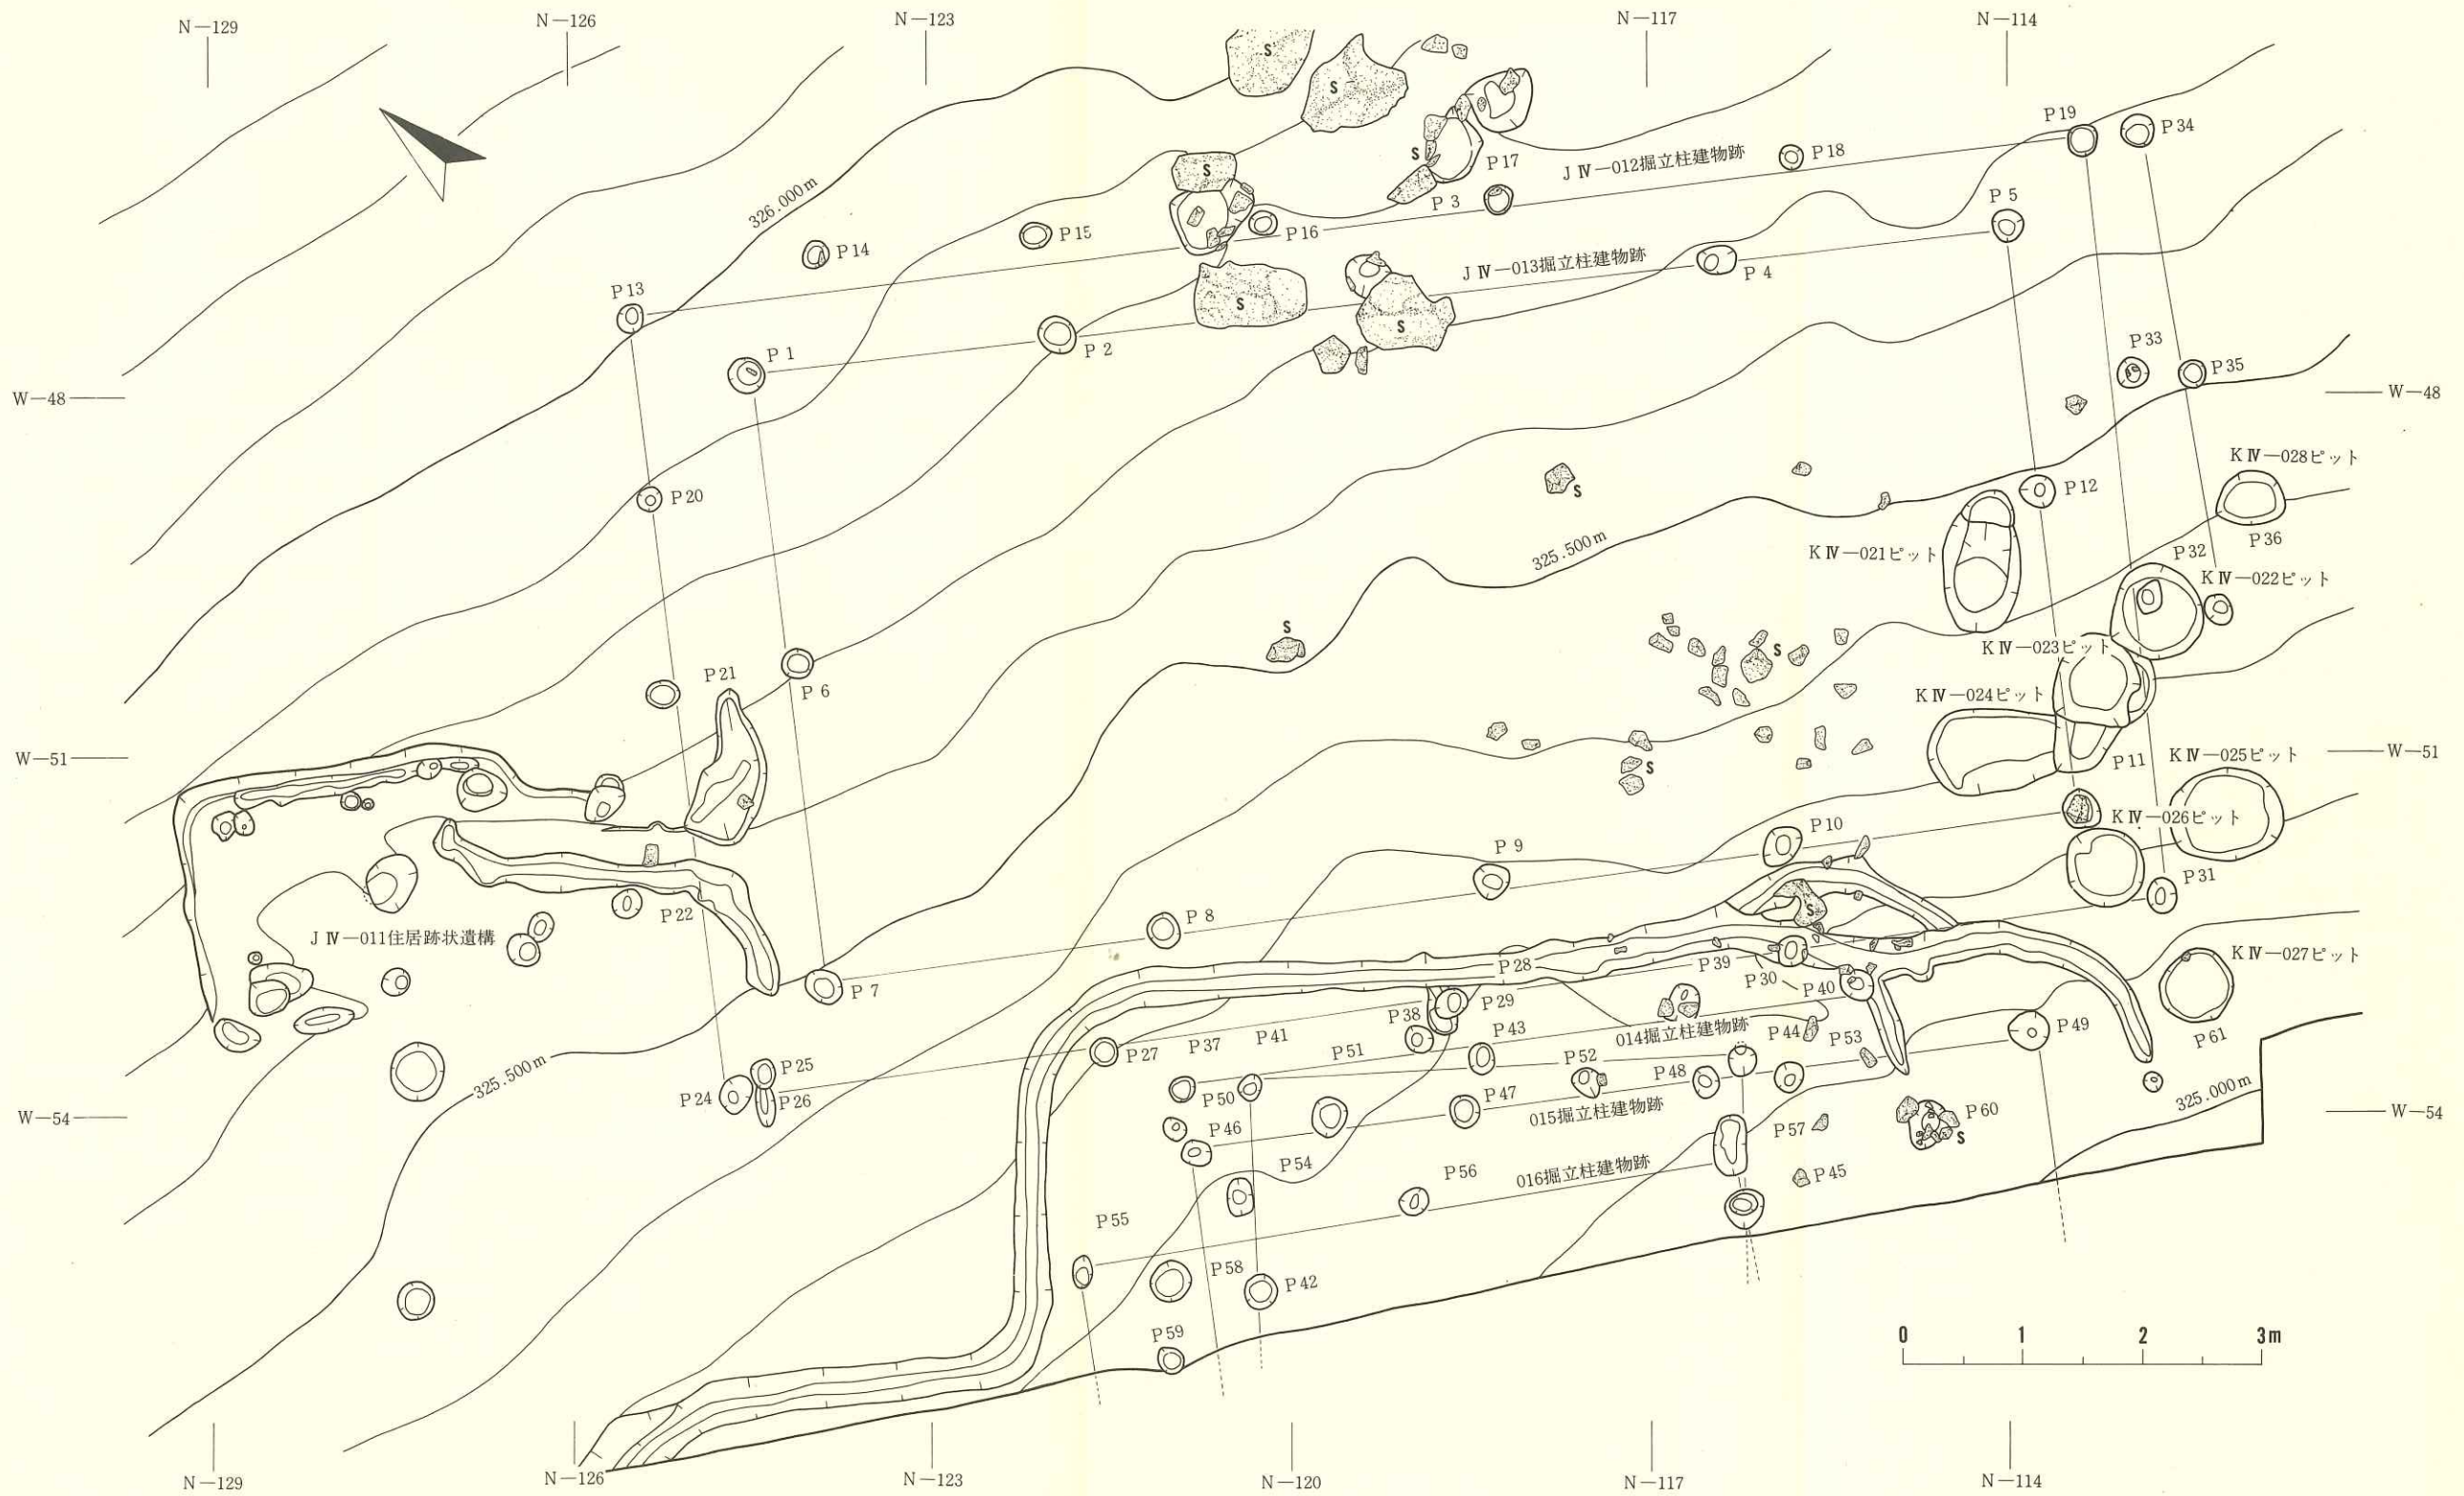 N—129
N—126
N—123
N—117
N—114
S
S
P19
P34
P17
S
P18
JⅣ—012掘立柱建物跡
S
P 3
P 5
P16
P15
P14
326.000m
JⅣ—013掘立柱建物跡
P 4
P13
S
S
P 1
P 2
P33
P35
W—48
W—48
KⅣ—028ピット
P20
S
P12
P36
325.500m
KⅣ—021ピット
P32
KⅣ—022ピット
S
S
KⅣ—023ピット
P21
P 6
KⅣ—024ピット
W—51
W—51
S
P11
KⅣ—025ピット
KⅣ—026ピット
P10
P 9
P31
P22
P 8
S
JⅣ—011住居跡状遺構
KⅣ—027ピット
P28
P39
P30
P40
P 7
P29
P38
P43
014掘立柱建物跡
P44
P53
P49
P61
P27
P37
P41
P51
P52
P25
P24
P26
325.500m
P50
P47
P48
325.000m
W—54
W—54
015掘立柱建物跡
P46
P57
P60
S
P54
P56
016掘立柱建物跡
P45
P55
P58
P42
P59
0 1 2 3m
N—129
N—126
N—123
N—120
N—117
N—114